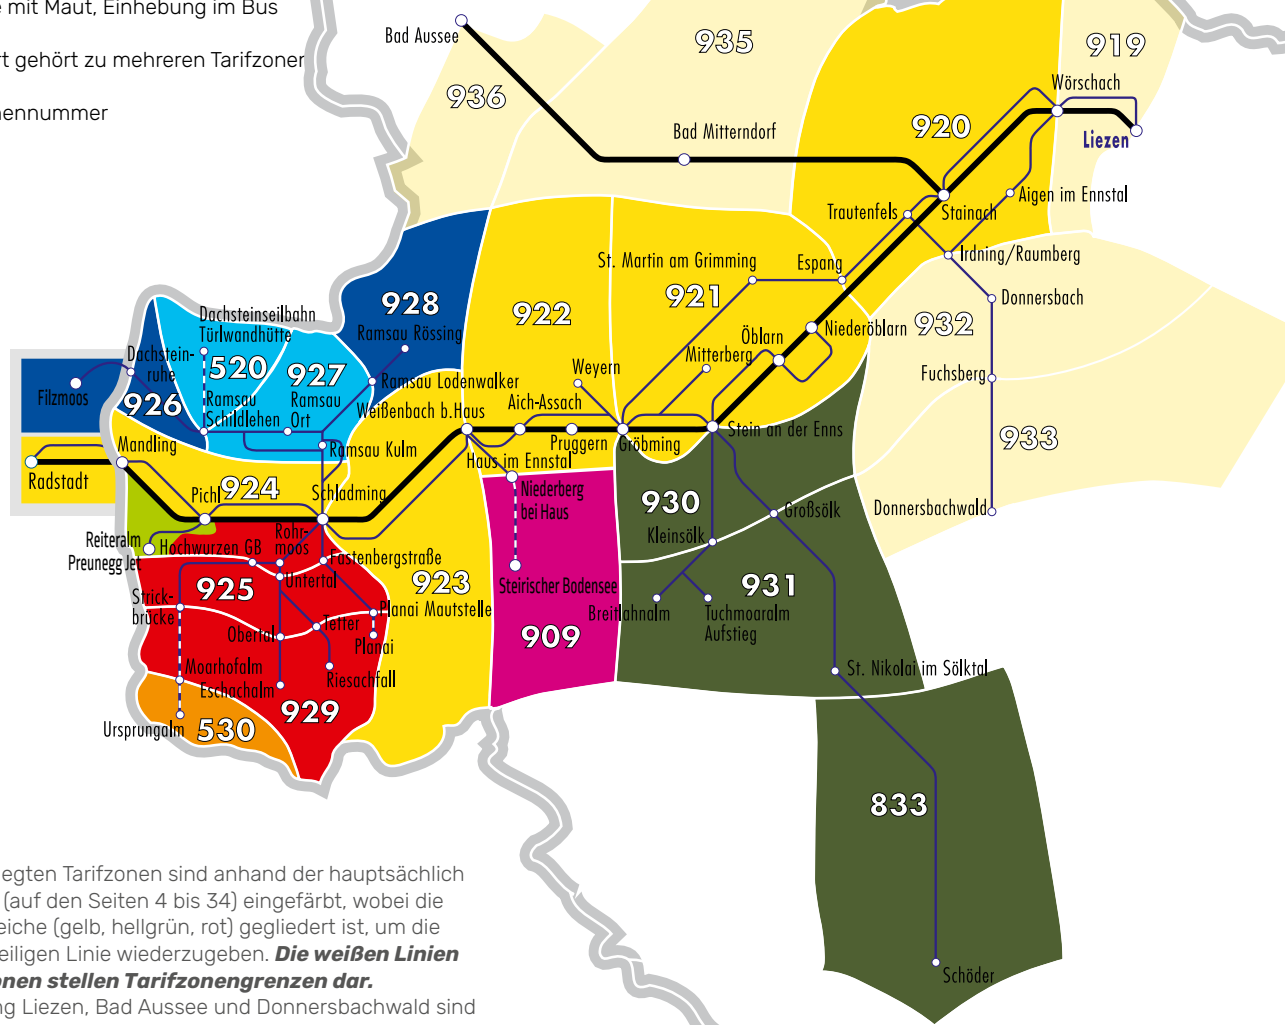 mit Maut, Einhebung im Bus
gehört zu mehreren Tarifzonen
Bad Aussee
935
919
936
Wörschach
920
Bad Mitterndorf
Liezen
Aigen im Ennstal
Trautenfels
Stainach
St. Martin am Grimming
Espang
Irdning/Raumberg
928
921
Donnersbach
922
Dachsteinseilbahn
Türlwandhütte
Ramsau Rössing
Öblarn
Niederöblarn
932
Dachstein-
ruhe
Mitterberg
520
927
Weyern
Fuchsberg
Filzmoos
926
Ramsau
Schildlehen
Ramsau
Ort
Ramsau Lodenwalker
Weißenbach b.Haus
Aich-Assach
Mandling
Ramsau Kulm
Pruggern
Gröbming
Stein an der Enns
933
Haus im Ennstal
Radstadt
Pichl
924
Schladming
Niederberg
bei Haus
930
Großsölk
Donnersbachwald
Reiteralm
Preunegg Jet
Hochwurzen GB
Rohr-
moos
Kleinsölk
Fastenbergstraße
925
Untertal
923
Steirischer Bodensee
931
Strick-
brücke
Planai Mautstelle
Breitlahnalm
Tuchmoaralm
Aufstieg
Obertal
Tetter
Planai
909
Moarhofalm
Eschachalm
Riesachfall
St. Nikolai im Sölktal
Ursprungalm
530
929
833
egten Tarifzonen sind anhand der hauptsächlich
(auf den Seiten 4 bis 34) eingefärbt, wobei die
eiche (gelb, hellgrün, rot) gegliedert ist, um die
eiligen Linie wiederzugeben. Die weißen Linien
onen stellen Tarifzonengrenzen dar.
Schöder
ng Liezen, Bad Aussee und Donnersbachwald sind